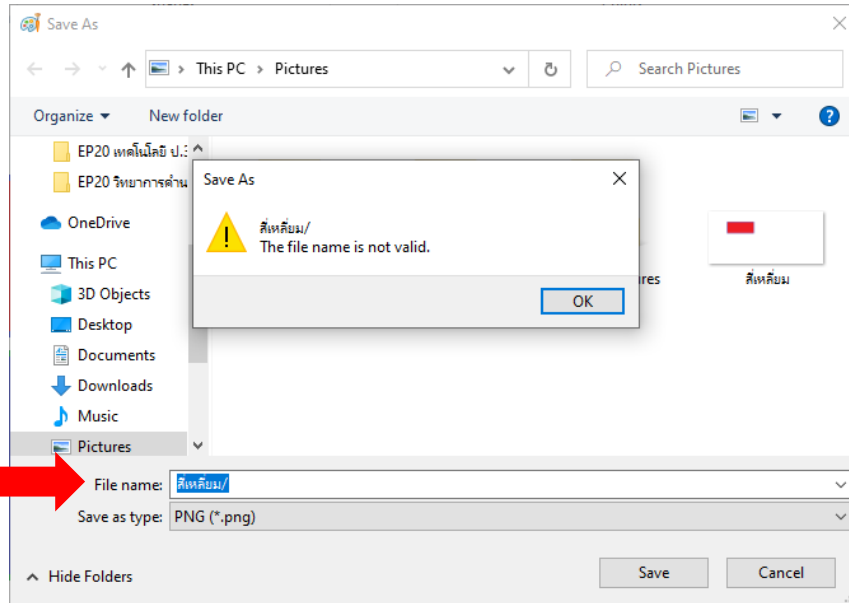 Save As
This PC > Pictures
Search Pictures
Organize
New folder
EP20 เทคโนโลยี ป.3
EP20 วิทยาการคำน
OneDrive
This PC
3D Objects
Desktop
Documents
Downloads
Music
Pictures
Save As
สี่เหลี่ยม/
The file name is not valid.
OK
ures
สี่เหลี่ยม
File name: สี่เหลี่ยม/
Save as type: PNG (*.png)
Hide Folders
Save
Cancel